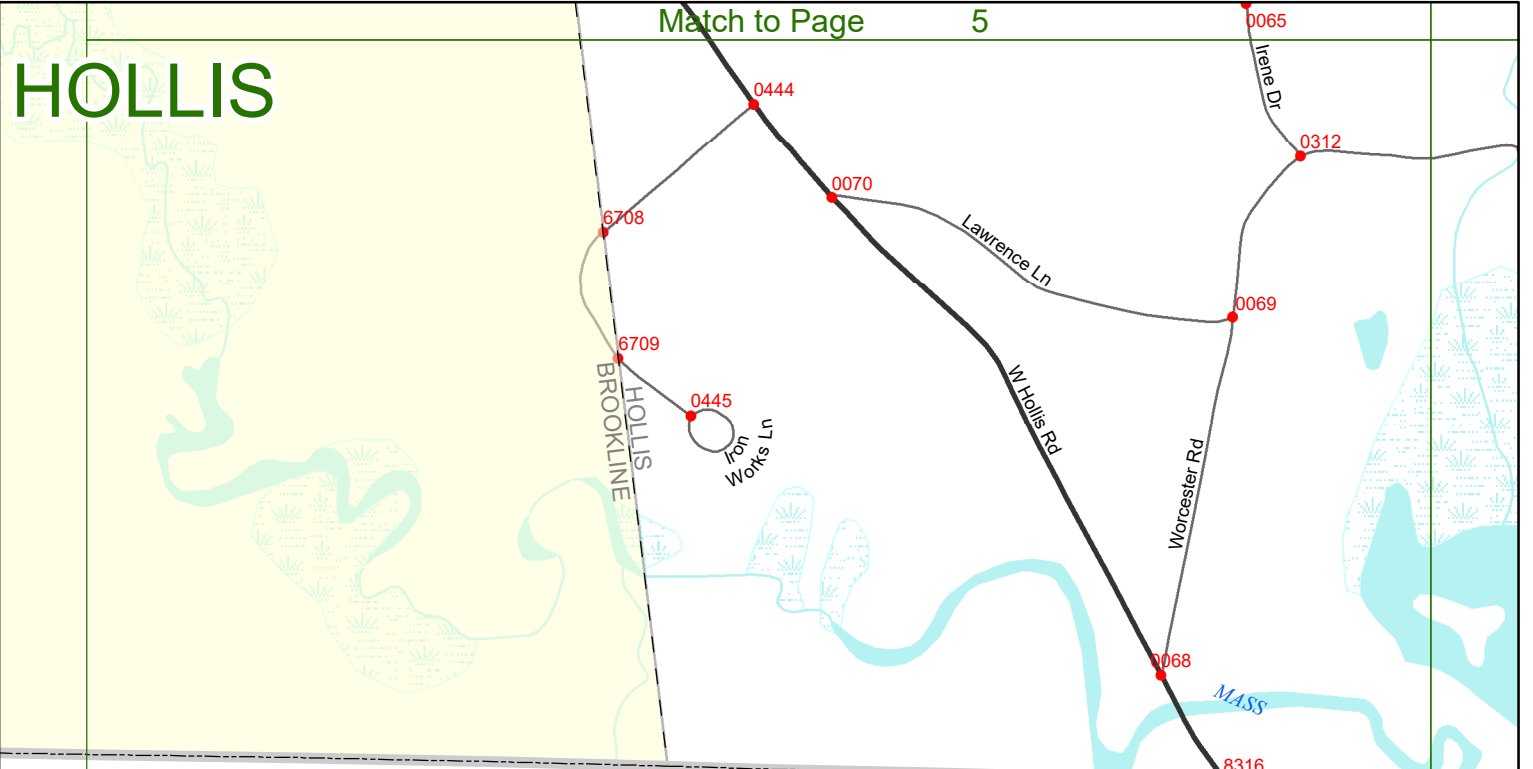 Match to Page 5
0065
HOLLIS
Irene Dr
0444
0312
0070
6708
Lawrence Ln
0069
6709
HOLLIS
BROOKLINE
W Hollis Rd
0445
Iron
Works Ln
Worcester Rd
0068
MASS
8316